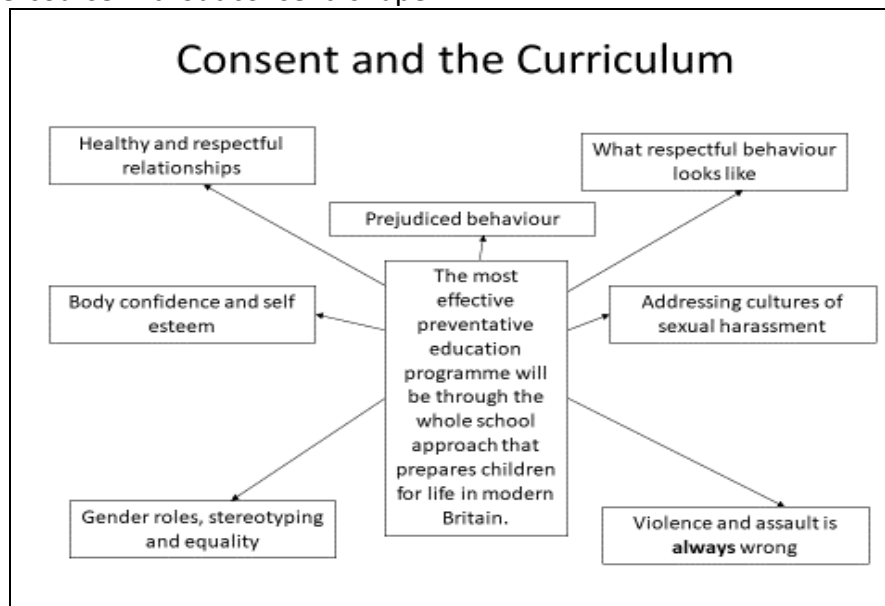 Consent and the Curriculum
Healthy and respectful
relationships
What respectful behaviour
looks like
Prejudiced behaviour
The most
effective
preventative
education
programme will
be through the
whole school
approach that
prepares children
for life in modern
Britain.
Body confidence and self
esteem
Addressing cultures of
sexual harassment
Gender roles, stereotyping
and equality
Violence and assault is
always wrong